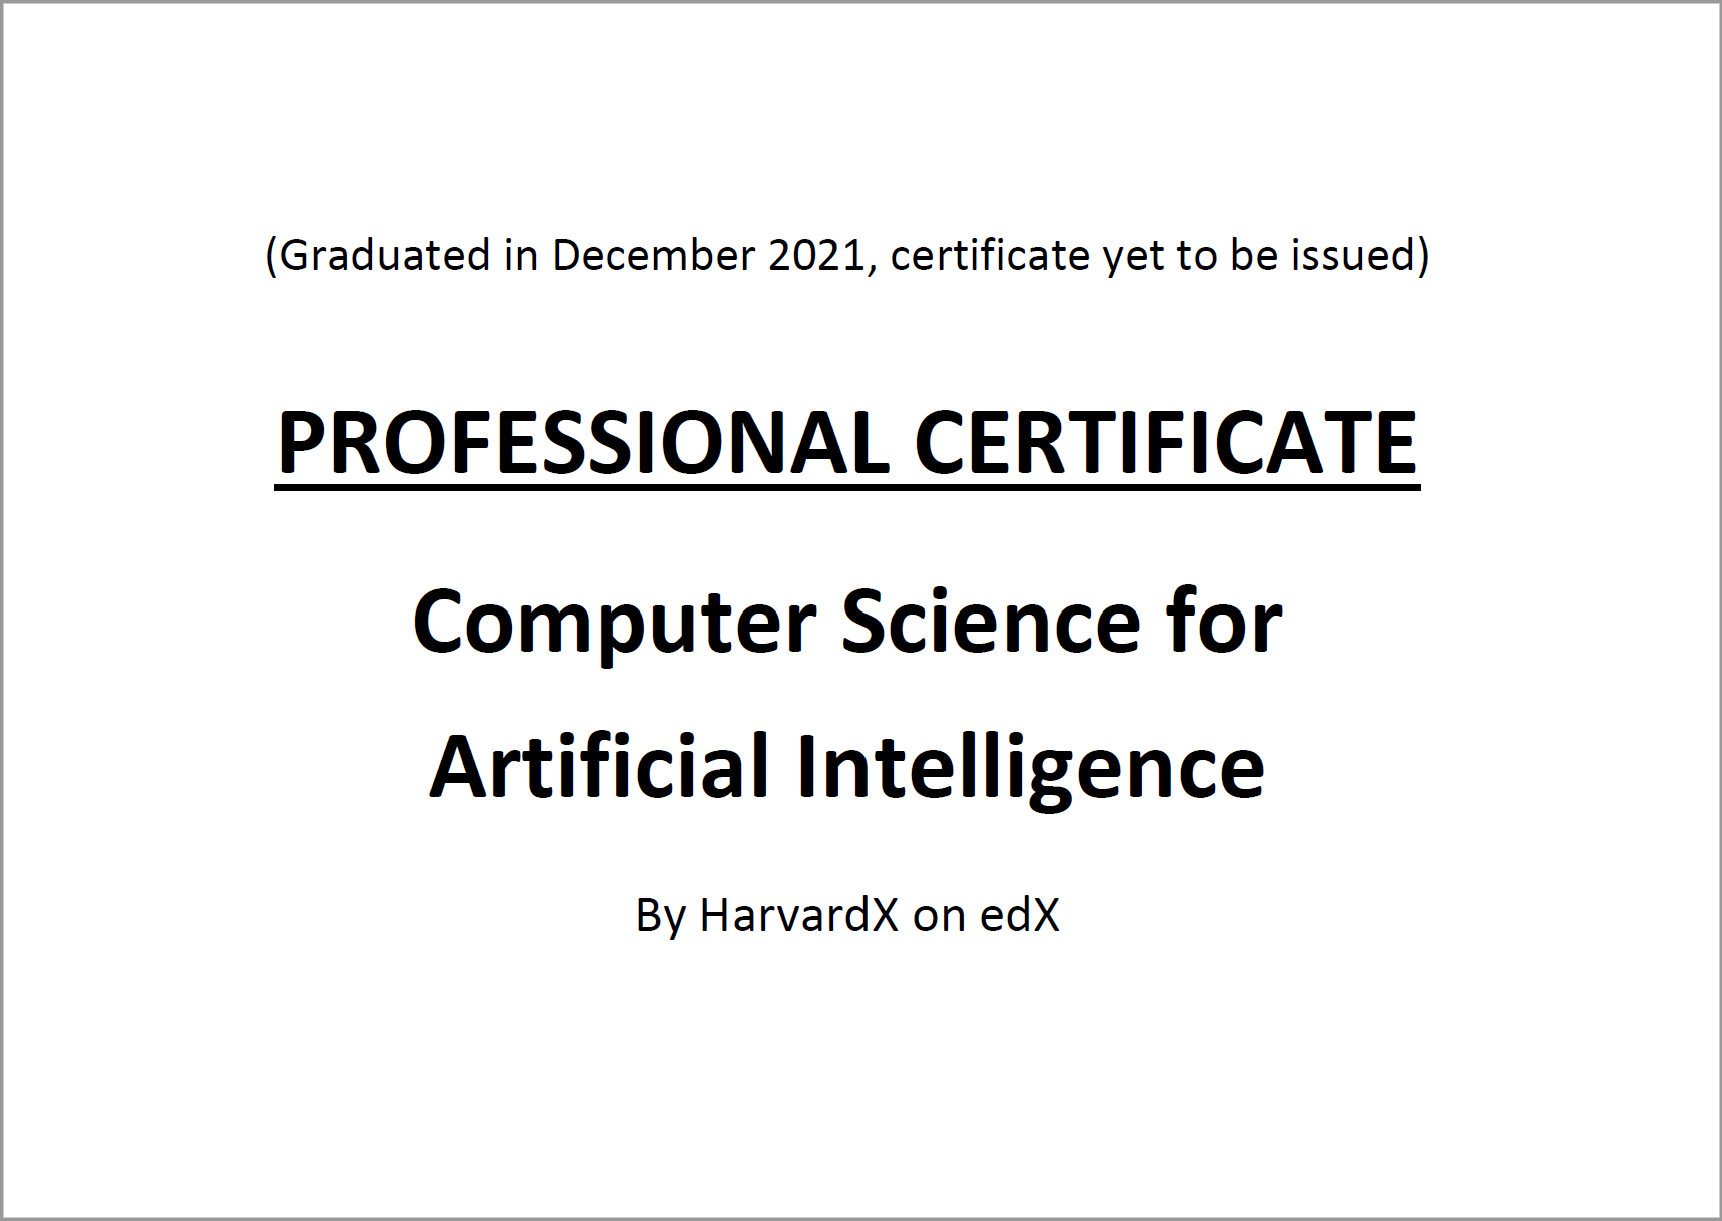 (Graduated in December 2021, certificate yet to be issued)
PROFESSIONAL CERTIFICATE
Computer Science for
Artificial Intelligence
By HarvardX on edX